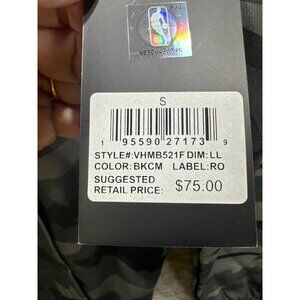 S
1 95590 27173 9
STYLE#:VHMB521F DIM:LL
COLOR: BKCM LABEL:RO
SUGGESTED
RETAIL PRICE: $75.00